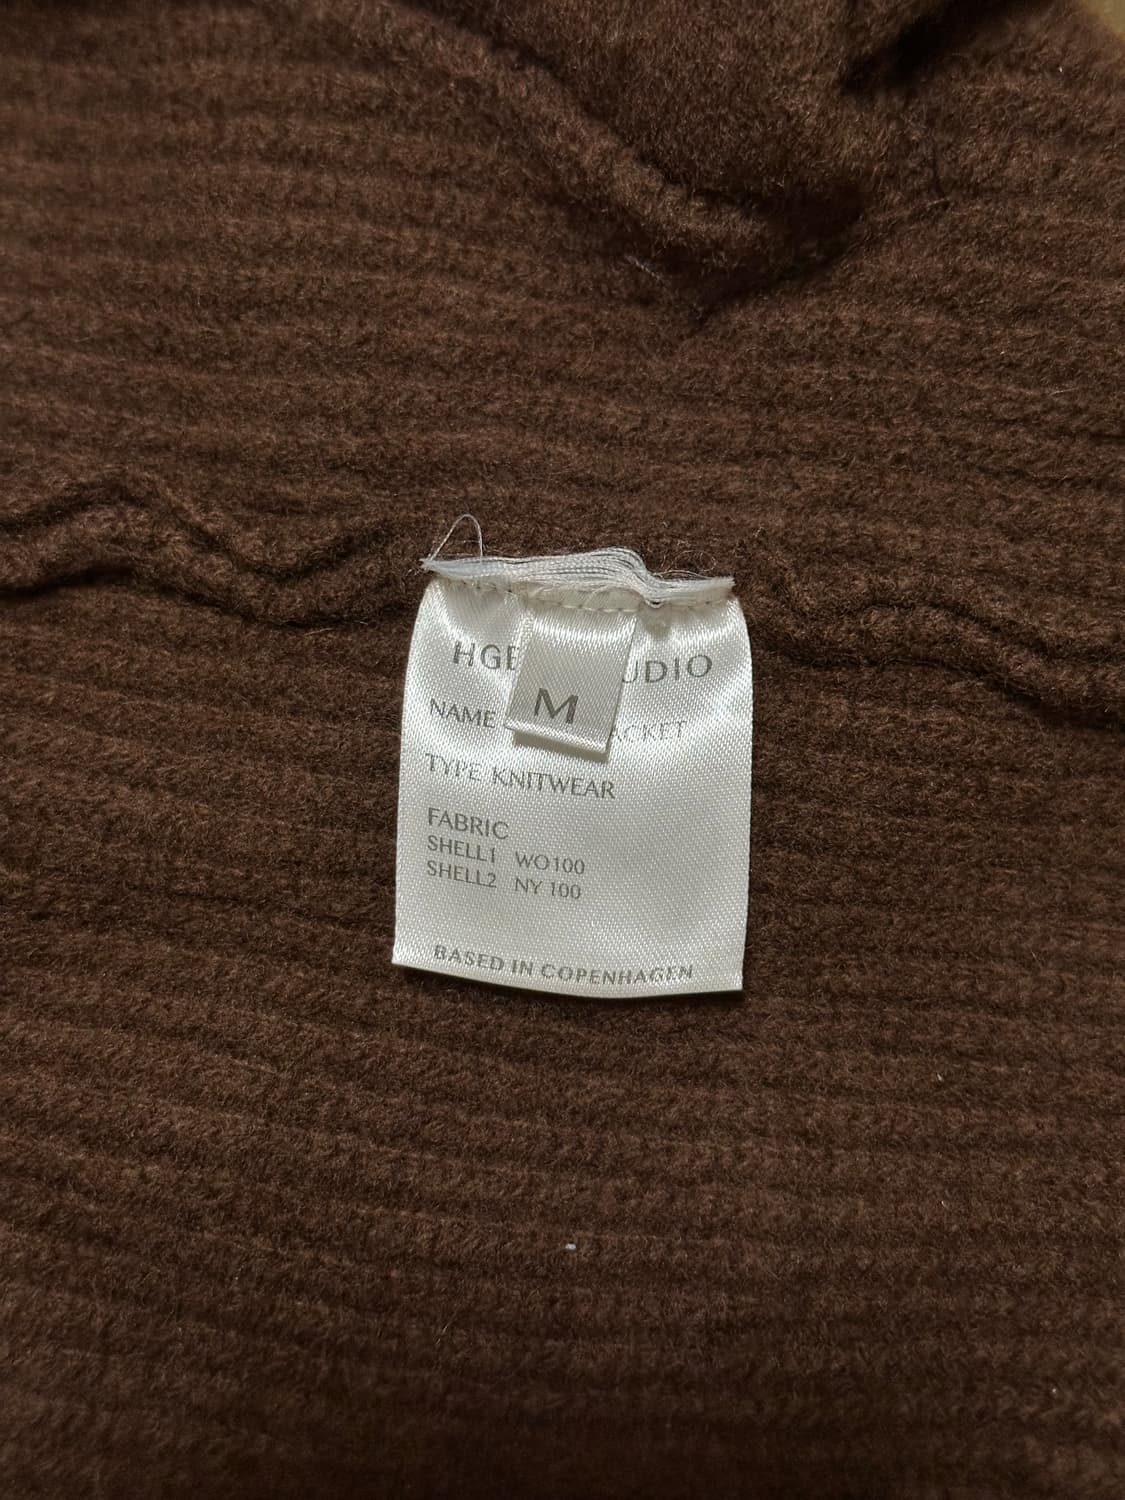 M
NAME
TYPE KNITWEAR
FABRIC
SHELL1 WO100
SHELL2 NY 100
BASED IN COPENHAGEN